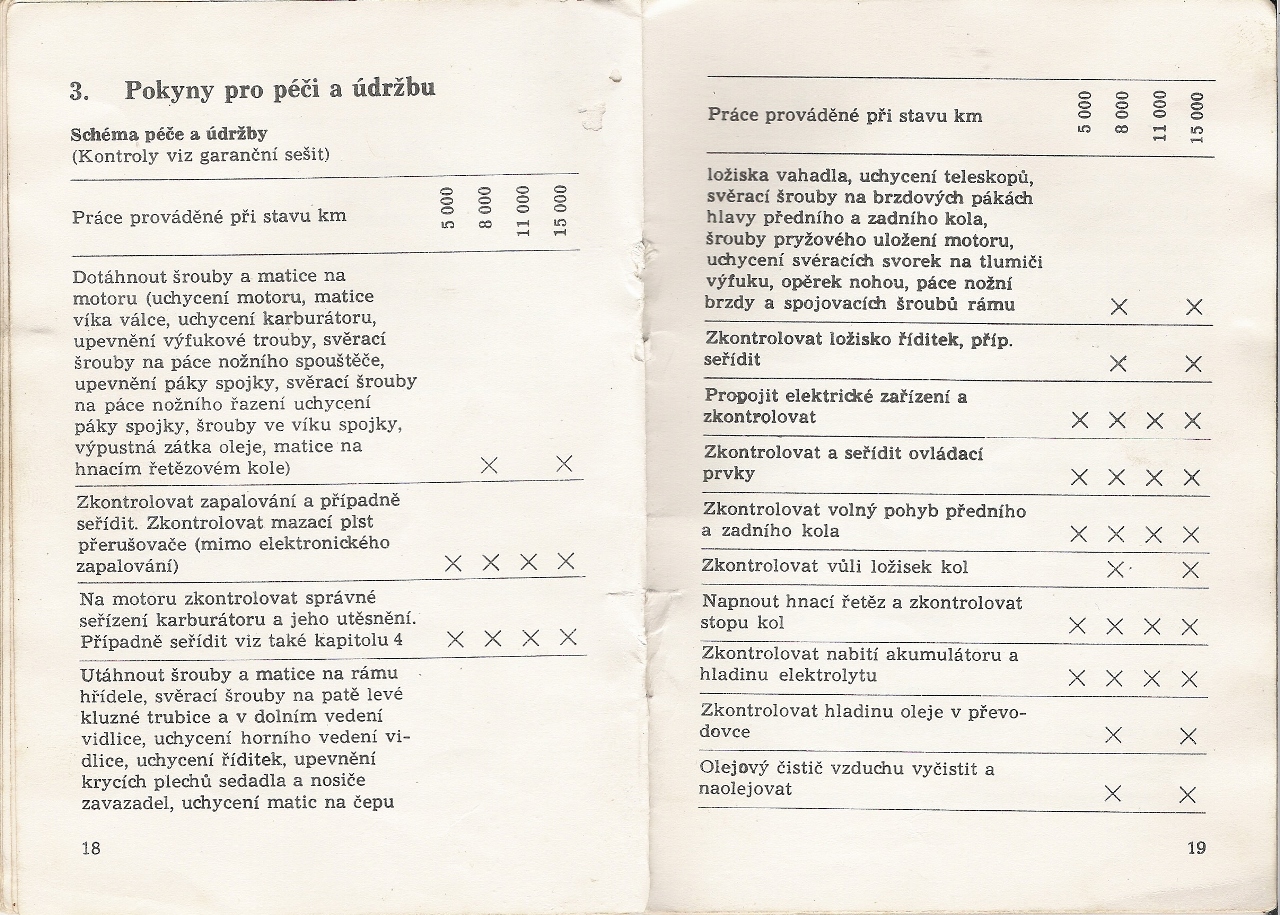 3. Pokyny pro péči a údržbu
Schéma péče a údržby
(Kontroly viz garanční sešit)
Práce prováděné při stavu km 5 000 8 000 11 000 15 000
Dotáhnout šrouby a matice na
motoru (uchycení motoru, matice
víka válce, uchycení karburátoru,
upevnění výfukové trouby, svěrací
šrouby na páce nožního spouštěče,
upevnění páky spojky, svěrací šrouby
na páce nožního řazení uchycení
páky spojky, šrouby ve víku spojky,
výpustná zátka oleje, matice na
hnacím řetězovém kole) × ×
Zkontrolovat zapalování a případně
seřídit. Zkontrolovat mazací plst
přerušovače (mimo elektronického
zapalování) × × × ×
Na motoru zkontrolovat správné
seřízení karburátoru a jeho utěsnění.
Případně seřídit viz také kapitolu 4 × × × ×
Utáhnout šrouby a matice na rámu
hřídele, svěrací šrouby na patě levé
kluzné trubice a v dolním vedení
vidlice, uchycení horního vedení vi-
dlice, uchycení řídítek, upevnění
krycích plechů sedadla a nosiče
zavazadel, uchycení matic na čepu
18
Práce prováděné při stavu km 5 000 8 000 11 000 15 000
ložiska vahadla, uchycení teleskopů,
svěrací šrouby na brzdových pákách
hlavy předního a zadního kola,
šrouby pryžového uložení motoru,
uchycení svéracích svorek na tlumiči
výfuku, opěrek nohou, páce nožní
brzdy a spojovacích šroubů rámu × ×
Zkontrolovat ložisko říditek, příp.
seřídit × ×
Propojit elektrické zařízení a
zkontrolovat × × × ×
Zkontrolovat a seřídit ovládací
prvky × × × ×
Zkontrolovat volný pohyb předního
a zadního kola × × × ×
Zkontrolovat vůli ložisek kol × ×
Napnout hnací řetěz a zkontrolovat
stopu kol × × × ×
Zkontrolovat nabití akumulátoru a
hladinu elektrolytu × × × ×
Zkontrolovat hladinu oleje v převo-
dovce × ×
Olejový čistič vzduchu vyčistit a
naolejovat × ×
19